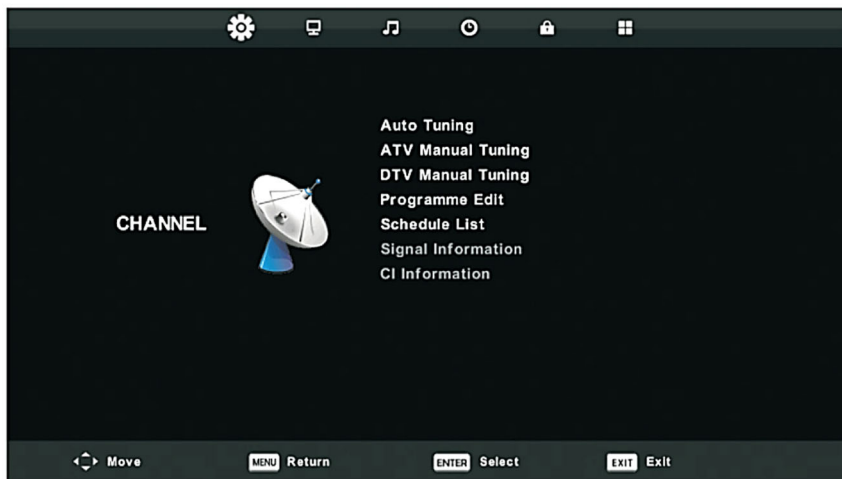 Auto Tuning
ATV Manual Tuning
DTV Manual Tuning
Programme Edit
CHANNEL
Schedule List
Signal Information
CI Information
Move MENU Return ENTER Select EXIT Exit